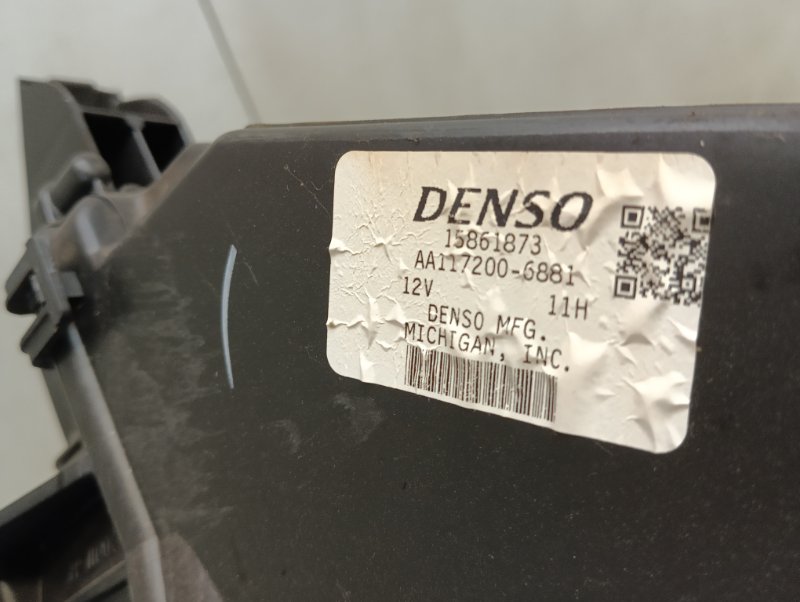 DENSO
15861873
AA117200-6881
12V 11H
DENSO MFG.
MICHIGAN, INC.